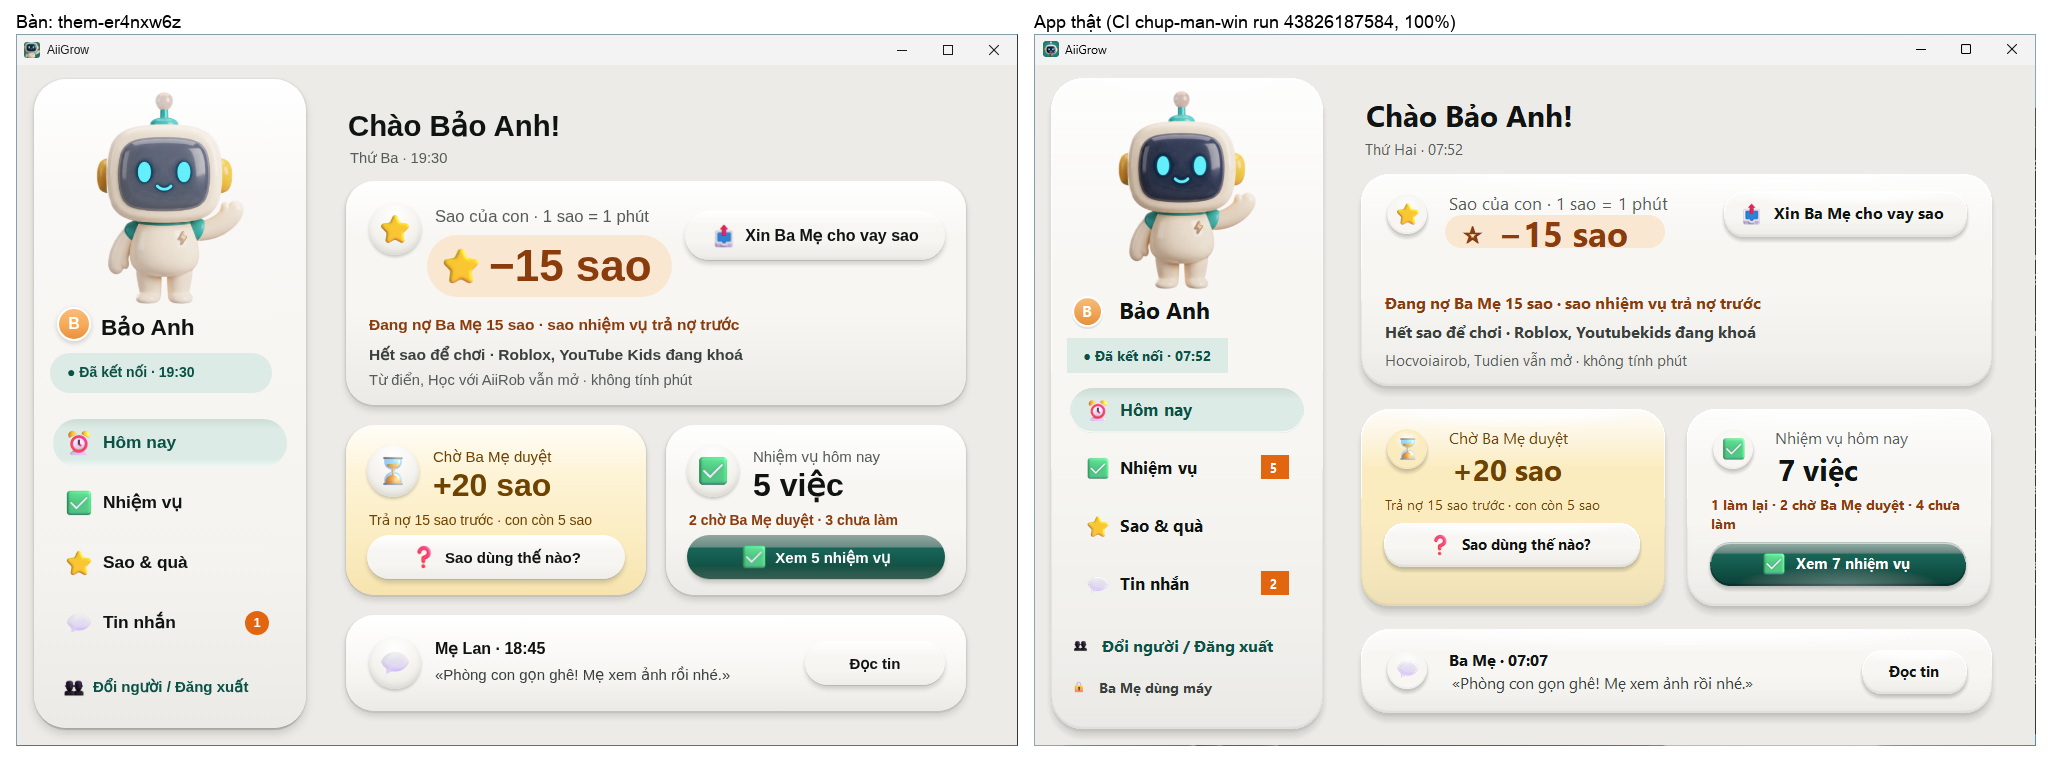 Bàn: them-er4nxw6z
AiiGrow
B
Bảo Anh
● Đã kết nối · 19:30
Hôm nay
Nhiệm vụ
Sao & quà
Tin nhắn
1
Đổi người / Đăng xuất
Chào Bảo Anh!
Thứ Ba · 19:30
Sao của con · 1 sao = 1 phút
−15 sao
Xin Ba Mẹ cho vay sao
Đang nợ Ba Mẹ 15 sao · sao nhiệm vụ trả nợ trước
Hết sao để chơi · Roblox, YouTube Kids đang khoá
Từ điển, Học với AiiRob vẫn mở · không tính phút
Chờ Ba Mẹ duyệt
+20 sao
Trả nợ 15 sao trước · con còn 5 sao
Sao dùng thế nào?
Nhiệm vụ hôm nay
5 việc
2 chờ Ba Mẹ duyệt · 3 chưa làm
Xem 5 nhiệm vụ
Mẹ Lan · 18:45
«Phòng con gọn ghê! Mẹ xem ảnh rồi nhé.»
Đọc tin
App thật (CI chup-man-win run 43826187584, 100%)
AiiGrow
B
Bảo Anh
● Đã kết nối · 07:52
Hôm nay
Nhiệm vụ
5
Sao & quà
Tin nhắn
2
Đổi người / Đăng xuất
Ba Mẹ dùng máy
Chào Bảo Anh!
Thứ Hai · 07:52
Sao của con · 1 sao = 1 phút
−15 sao
Xin Ba Mẹ cho vay sao
Đang nợ Ba Mẹ 15 sao · sao nhiệm vụ trả nợ trước
Hết sao để chơi · Roblox, Youtubekids đang khoá
Hocvoiairob, Tudien vẫn mở · không tính phút
Chờ Ba Mẹ duyệt
+20 sao
Trả nợ 15 sao trước · con còn 5 sao
Sao dùng thế nào?
Nhiệm vụ hôm nay
7 việc
1 làm lại · 2 chờ Ba Mẹ duyệt · 4 chưa
làm
Xem 7 nhiệm vụ
Ba Mẹ · 07:07
«Phòng con gọn ghê! Mẹ xem ảnh rồi nhé.»
Đọc tin